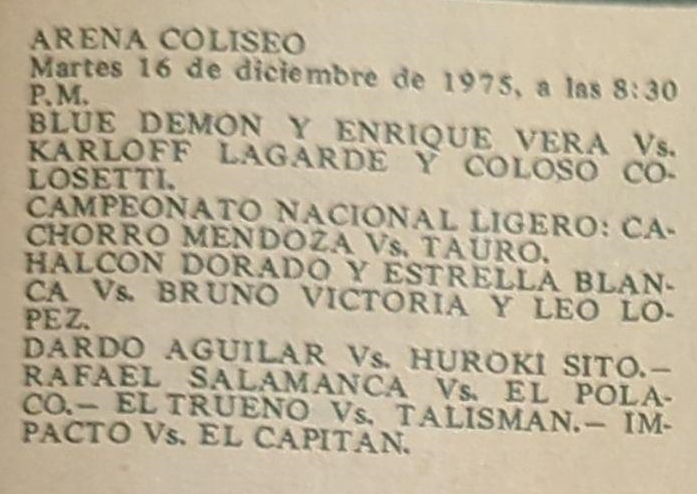 ARENA COLISEO
Martes 16 de diciembre de 1975, a las 8:30
P.M.
BLUE DEMON Y ENRIQUE VERA Vs.
KARLOFF LAGARDE Y COLOSO CO-
LOSETTI.
CAMPEONATO NACIONAL LIGERO: CA-
CHORRO MENDOZA Vs. TAURO.
HALCON DORADO Y ESTRELLA BLAN-
CA Vs. BRUNO VICTORIA Y LEO LO-
PEZ.
DARDO AGUILAR Vs. HUROKI SITO.—
RAFAEL SALAMANCA Vs. EL POLA-
CO.— EL TRUENO Vs. TALISMAN.— IM-
PACTO Vs. EL CAPITAN.